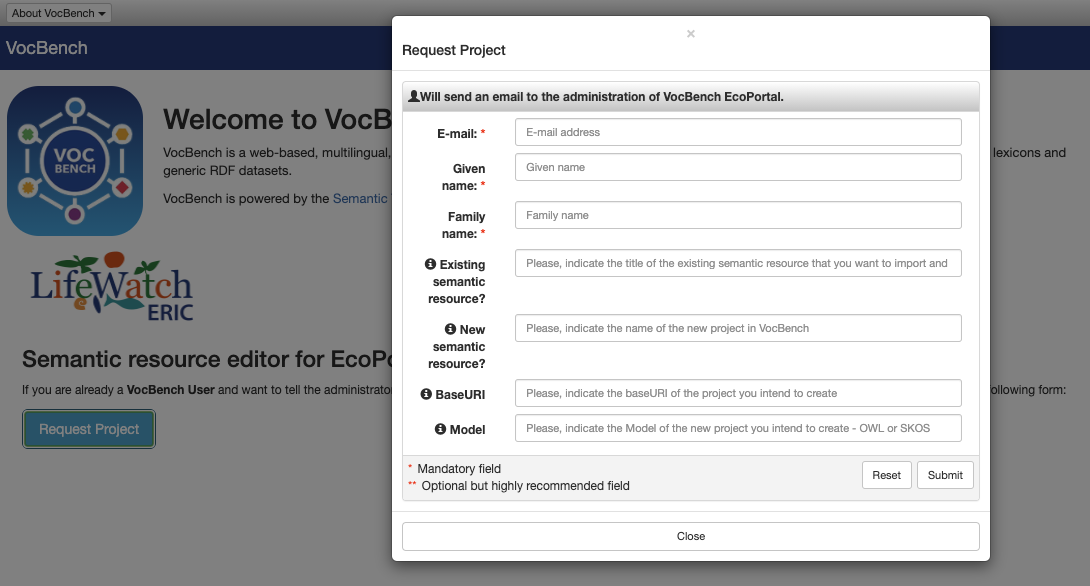 About VocBench
VocBench
VOC
BENCH
Welcome to VocB
VocBench is a web-based, multilingual,
lexicons and
generic RDF datasets.
VocBench is powered by the Semantic
LifeWatch
ERIC
Semantic resource editor for EcoPo
If you are already a VocBench User and want to tell the administrator
ollowing form:
Request Project
×
Request Project
Will send an email to the administration of VocBench EcoPortal.
E-mail: * E-mail address
Given name: * Given name
Family name: * Family name
Existing semantic resource? Please, indicate the title of the existing semantic resource that you want to import and
New semantic resource? Please, indicate the name of the new project in VocBench
BaseURI Please, indicate the baseURI of the project you intend to create
Model Please, indicate the Model of the new project you intend to create - OWL or SKOS
* Mandatory field
** Optional but highly recommended field
Reset Submit
Close